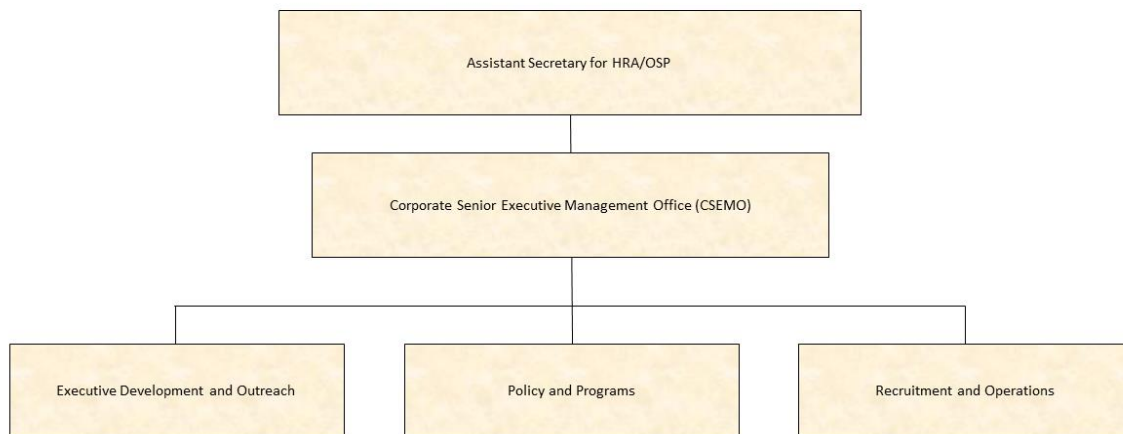 Assistant Secretary for HRA/OSP
Corporate Senior Executive Management Office (CSEMO)
Executive Development and Outreach
Policy and Programs
Recruitment and Operations